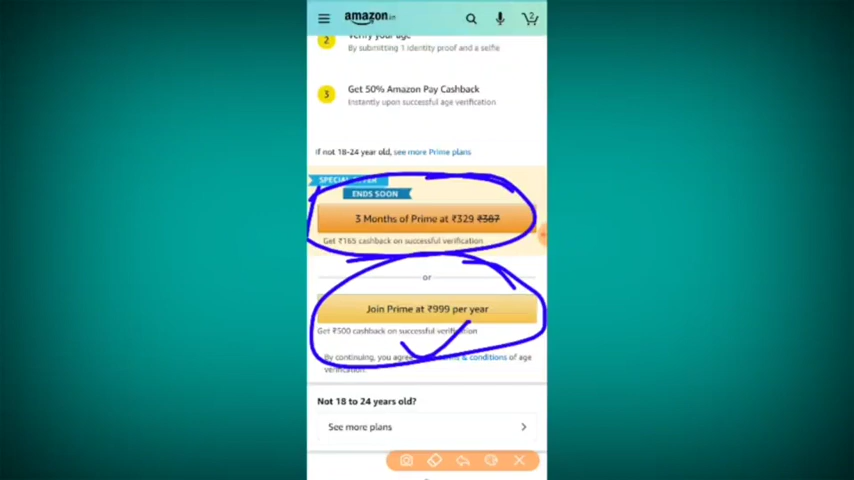 amazon.in
2
2
Verify your age
By submitting 1 identity proof and a selfie
3
Get 50% Amazon Pay Cashback
Instantly upon successful age verification
If not 18-24 year old, see more Prime plans
SPECIAL OFFER
ENDS SOON
3 Months of Prime at ₹329 ₹387
Get ₹165 cashback on successful verification
or
Join Prime at ₹999 per year
Get ₹500 cashback on successful verification
By continuing, you agree terms & conditions of age
verification.
Not 18 to 24 years old?
See more plans